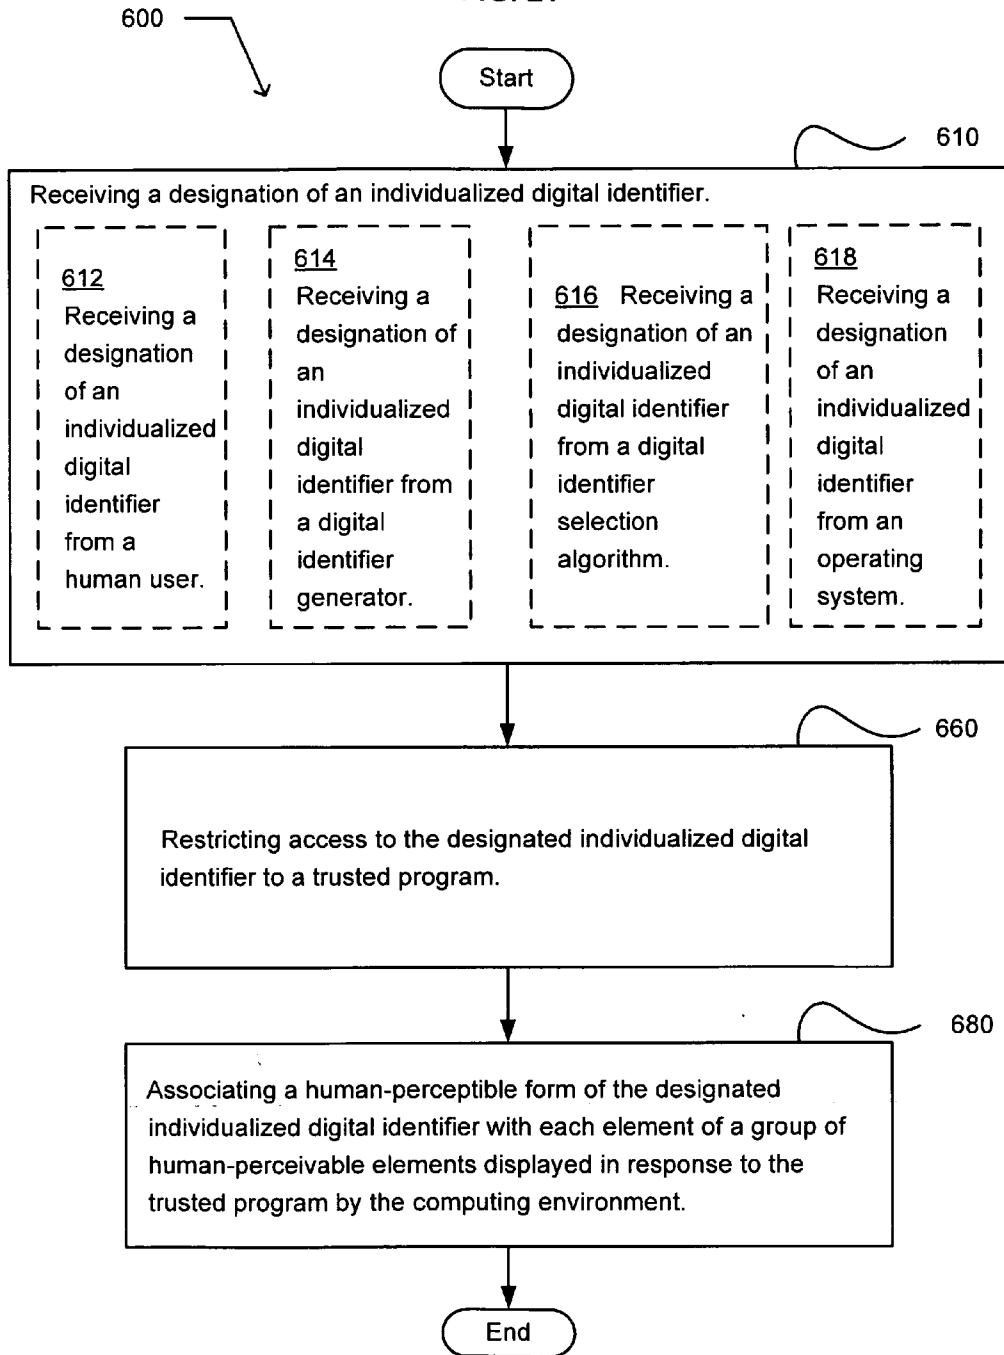 600
Start
610
Receiving a designation of an individualized digital identifier.
612
Receiving a
designation
of an
individualized
digital
identifier
from a
human user.
614
Receiving a
designation of
an
individualized
digital
identifier from
a digital
identifier
generator.
616 Receiving a
designation of an
individualized
digital identifier
from a digital
identifier
selection
algorithm.
618
Receiving a
designation
of an
individualized
digital
identifier
from an
operating
system.
660
Restricting access to the designated individualized digital
identifier to a trusted program.
680
Associating a human-perceptible form of the designated
individualized digital identifier with each element of a group of
human-perceivable elements displayed in response to the
trusted program by the computing environment.
End